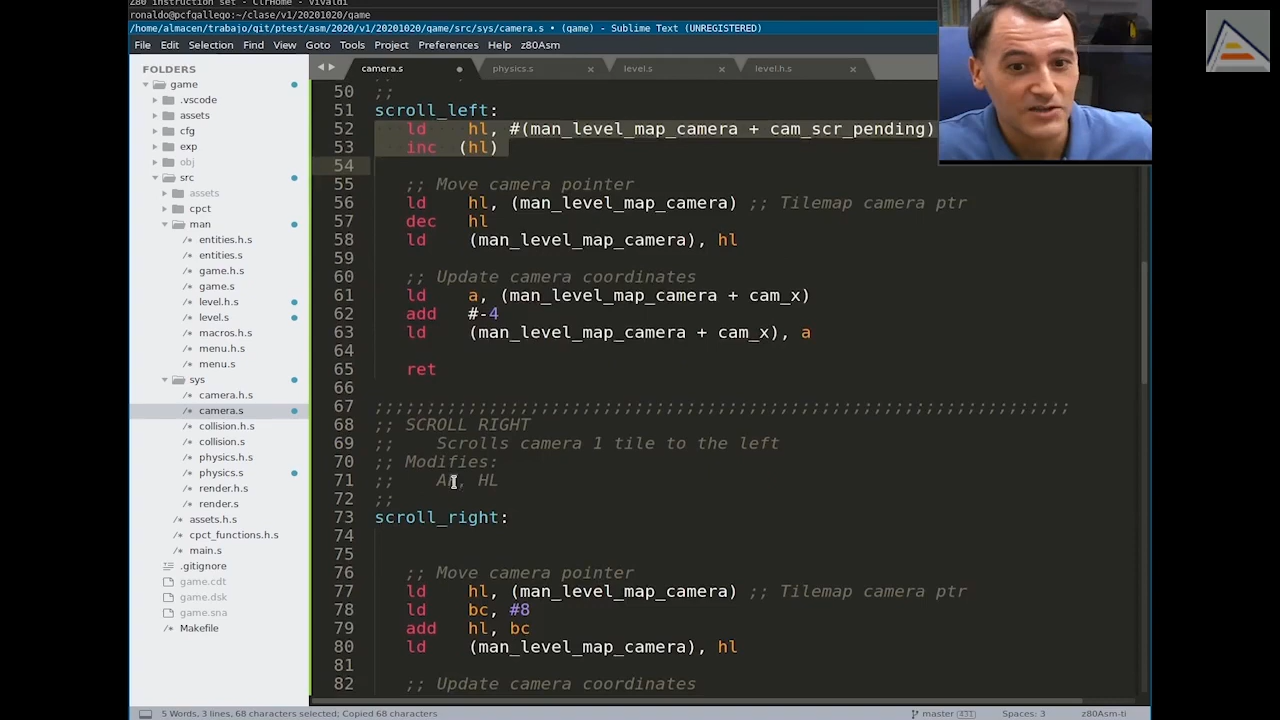 Z80 instruction set - ClrHome - Vivaldi
ronaldo@pcfgallego:~/clase/v1/20201020/game
/home/almacen/trabajo/git/ptest/asm/2020/v1/20201020/game/src/sys/camera.s • (game) - Sublime Text (UNREGISTERED)
File Edit Selection Find View Goto Tools Project Preferences Help z80Asm
FOLDERS
game
.vscode
assets
cfg
exp
obj
src
assets
cpct
man
entities.h.s
entities.s
game.h.s
game.s
level.h.s
level.s
macros.h.s
menu.h.s
menu.s
sys
camera.h.s
camera.s
collision.h.s
collision.s
physics.h.s
physics.s
render.h.s
render.s
assets.h.s
cpct_functions.h.s
main.s
.gitignore
game.cdt
game.dsk
game.sna
Makefile
camera.s physics.s level.s level.h.s
50 ;;
51 scroll_left:
52 ld hl, #(man_level_map_camera + cam_scr_pending)
53 inc (hl)
54
55 ;; Move camera pointer
56 ld hl, (man_level_map_camera) ;; Tilemap camera ptr
57 dec hl
58 ld (man_level_map_camera), hl
59
60 ;; Update camera coordinates
61 ld a, (man_level_map_camera + cam_x)
62 add #-4
63 ld (man_level_map_camera + cam_x), a
64
65 ret
66
67 ;;;;;;;;;;;;;;;;;;;;;;;;;;;;;;;;;;;;;;;;;;;;;;;;;;;;;;;;;;;;;;;;;;;
68 ;; SCROLL RIGHT
69 ;; Scrolls camera 1 tile to the left
70 ;; Modifies:
71 ;; AF, HL
72 ;;
73 scroll_right:
74
75
76 ;; Move camera pointer
77 ld hl, (man_level_map_camera) ;; Tilemap camera ptr
78 ld bc, #8
79 add hl, bc
80 ld (man_level_map_camera), hl
81
82 ;; Update camera coordinates
5 Words, 3 lines, 68 characters selected; Copied 68 characters master 431 Spaces: 3 z80Asm-ti